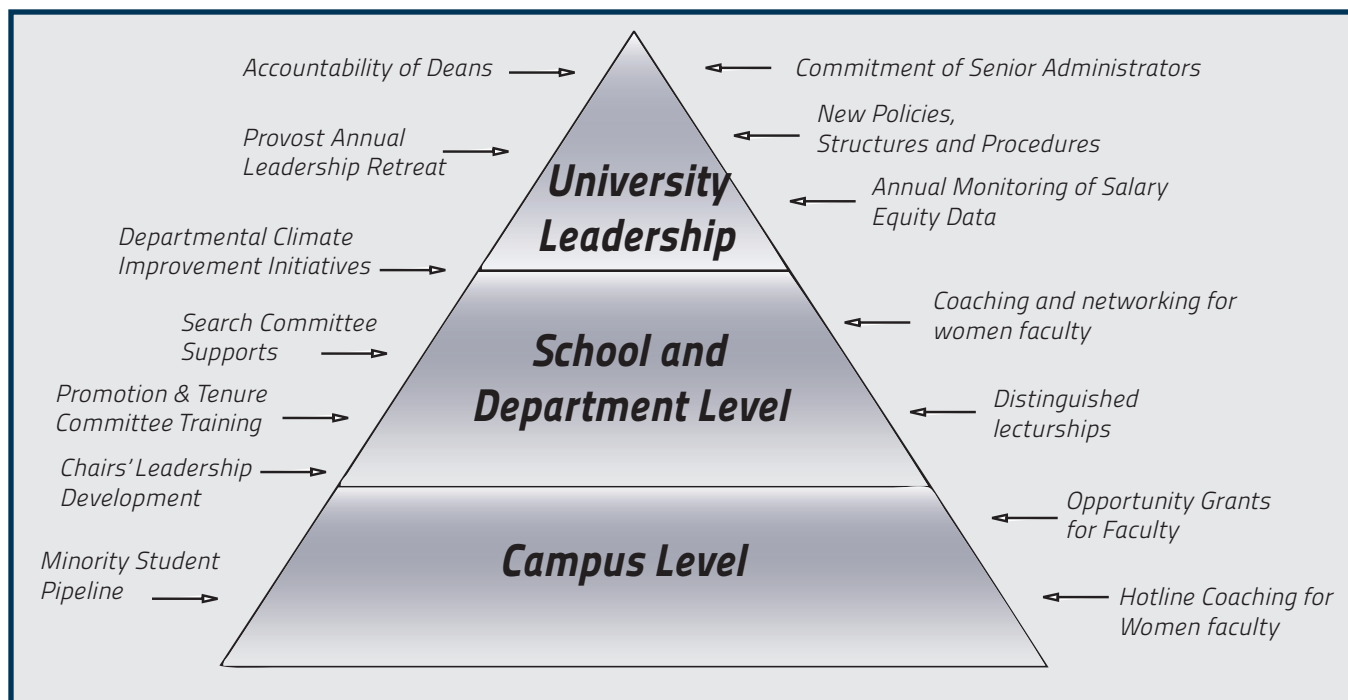 Accountability of Deans
Commitment of Senior Administrators
New Policies,
Structures and Procedures
Provost Annual
Leadership Retreat
University
Leadership
Annual Monitoring of Salary
Equity Data
Departmental Climate
Improvement Initiatives
Coaching and networking for
women faculty
Search Committee
Supports
School and
Department Level
Promotion & Tenure
Committee Training
Distinguished
lecturships
Chairs' Leadership
Development
Opportunity Grants
for Faculty
Campus Level
Minority Student
Pipeline
Hotline Coaching for
Women faculty